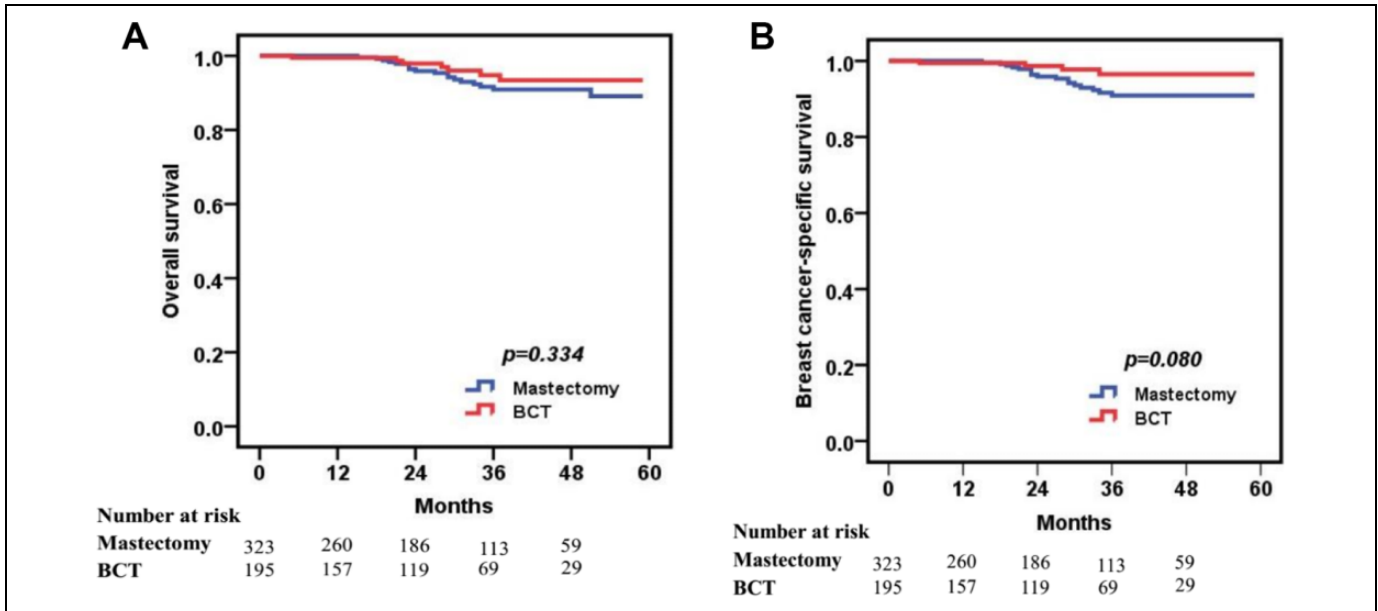 A
Overall survival
1.0
0.8
0.6
0.4
0.2
0.0
p=0.334
Mastectomy
BCT
0 12 24 36 48 60
Months
Number at risk
Mastectomy 323 260 186 113 59
BCT 195 157 119 69 29
B
Breast cancer-specific survival
1.0
0.8
0.6
0.4
0.2
0.0
p=0.080
Mastectomy
BCT
0 12 24 36 48 60
Months
Number at risk
Mastectomy 323 260 186 113 59
BCT 195 157 119 69 29